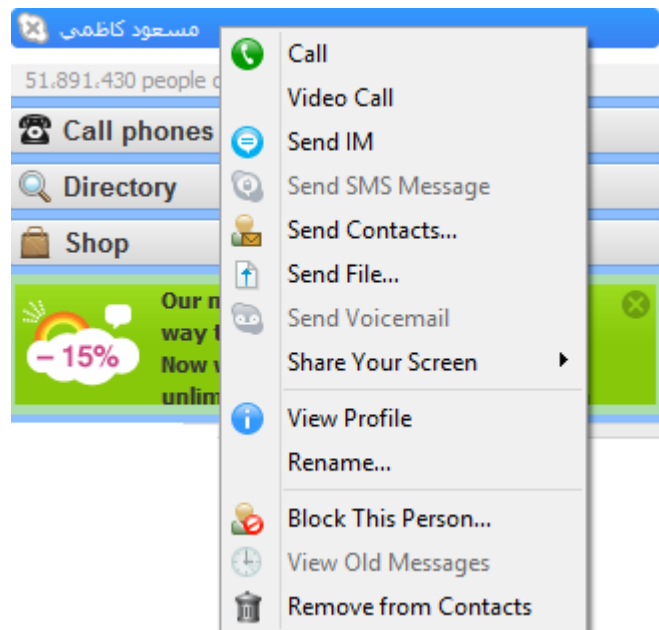 مسعود كاظمي
51،891،430 people
Call phones
Directory
Shop
Our
way
Now
– 15%
Call
Video Call
Send IM
Send SMS Message
Send Contacts...
Send File...
Send Voicemail
Share Your Screen
View Profile
Rename...
Block This Person...
View Old Messages
Remove from Contacts